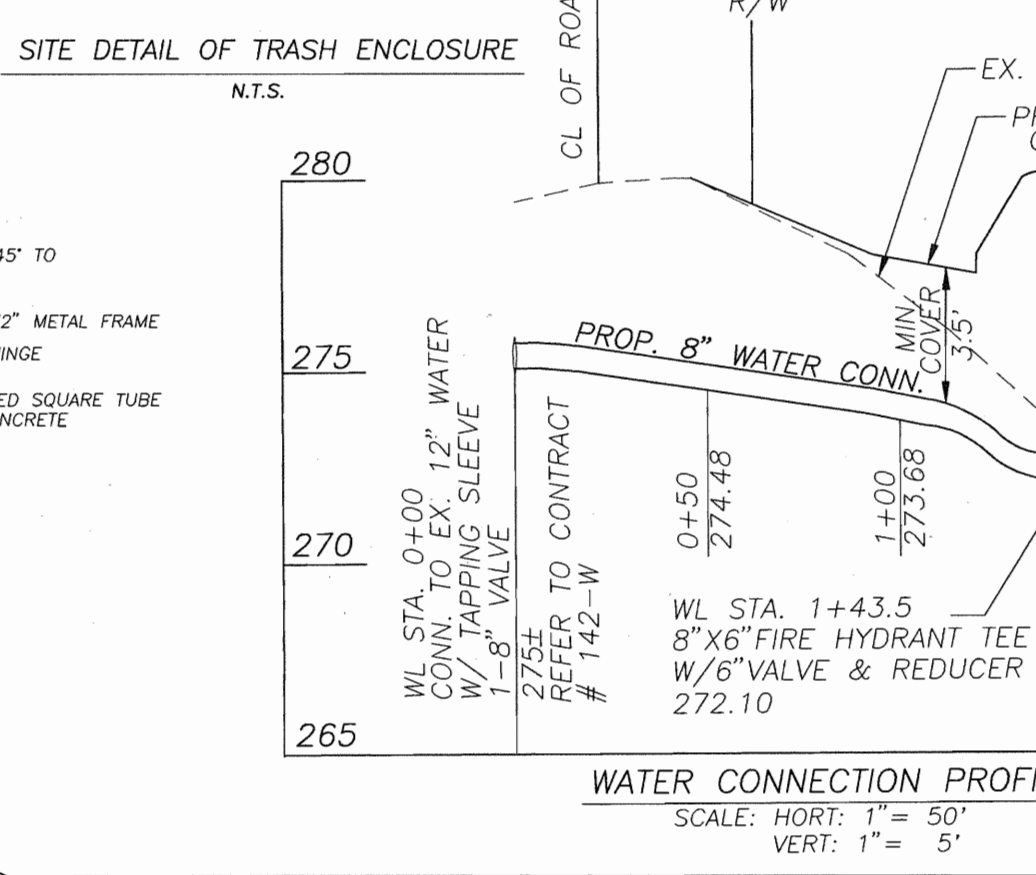 SITE DETAIL OF TRASH ENCLOSURE
N.T.S.
CL OF ROA
R/W
EX.
280
45° TO
2" METAL FRAME
INGE
ED SQUARE TUBE
NCRETE
275
270
265
PROP. 8" WATER CONN.
MIN.
COVER
3.5'
WL STA. 0+00
CONN. TO EX. 12" WATER
W/ TAPPING SLEEVE
1-8" VALVE
275±
REFER TO CONTRACT
# 142-W
0+50
274.48
1+00
273.68
WL STA. 1+43.5
8"X6"FIRE HYDRANT TEE
W/6"VALVE & REDUCER
272.10
WATER CONNECTION PROFI
SCALE: HORT: 1"= 50'
VERT: 1"= 5'